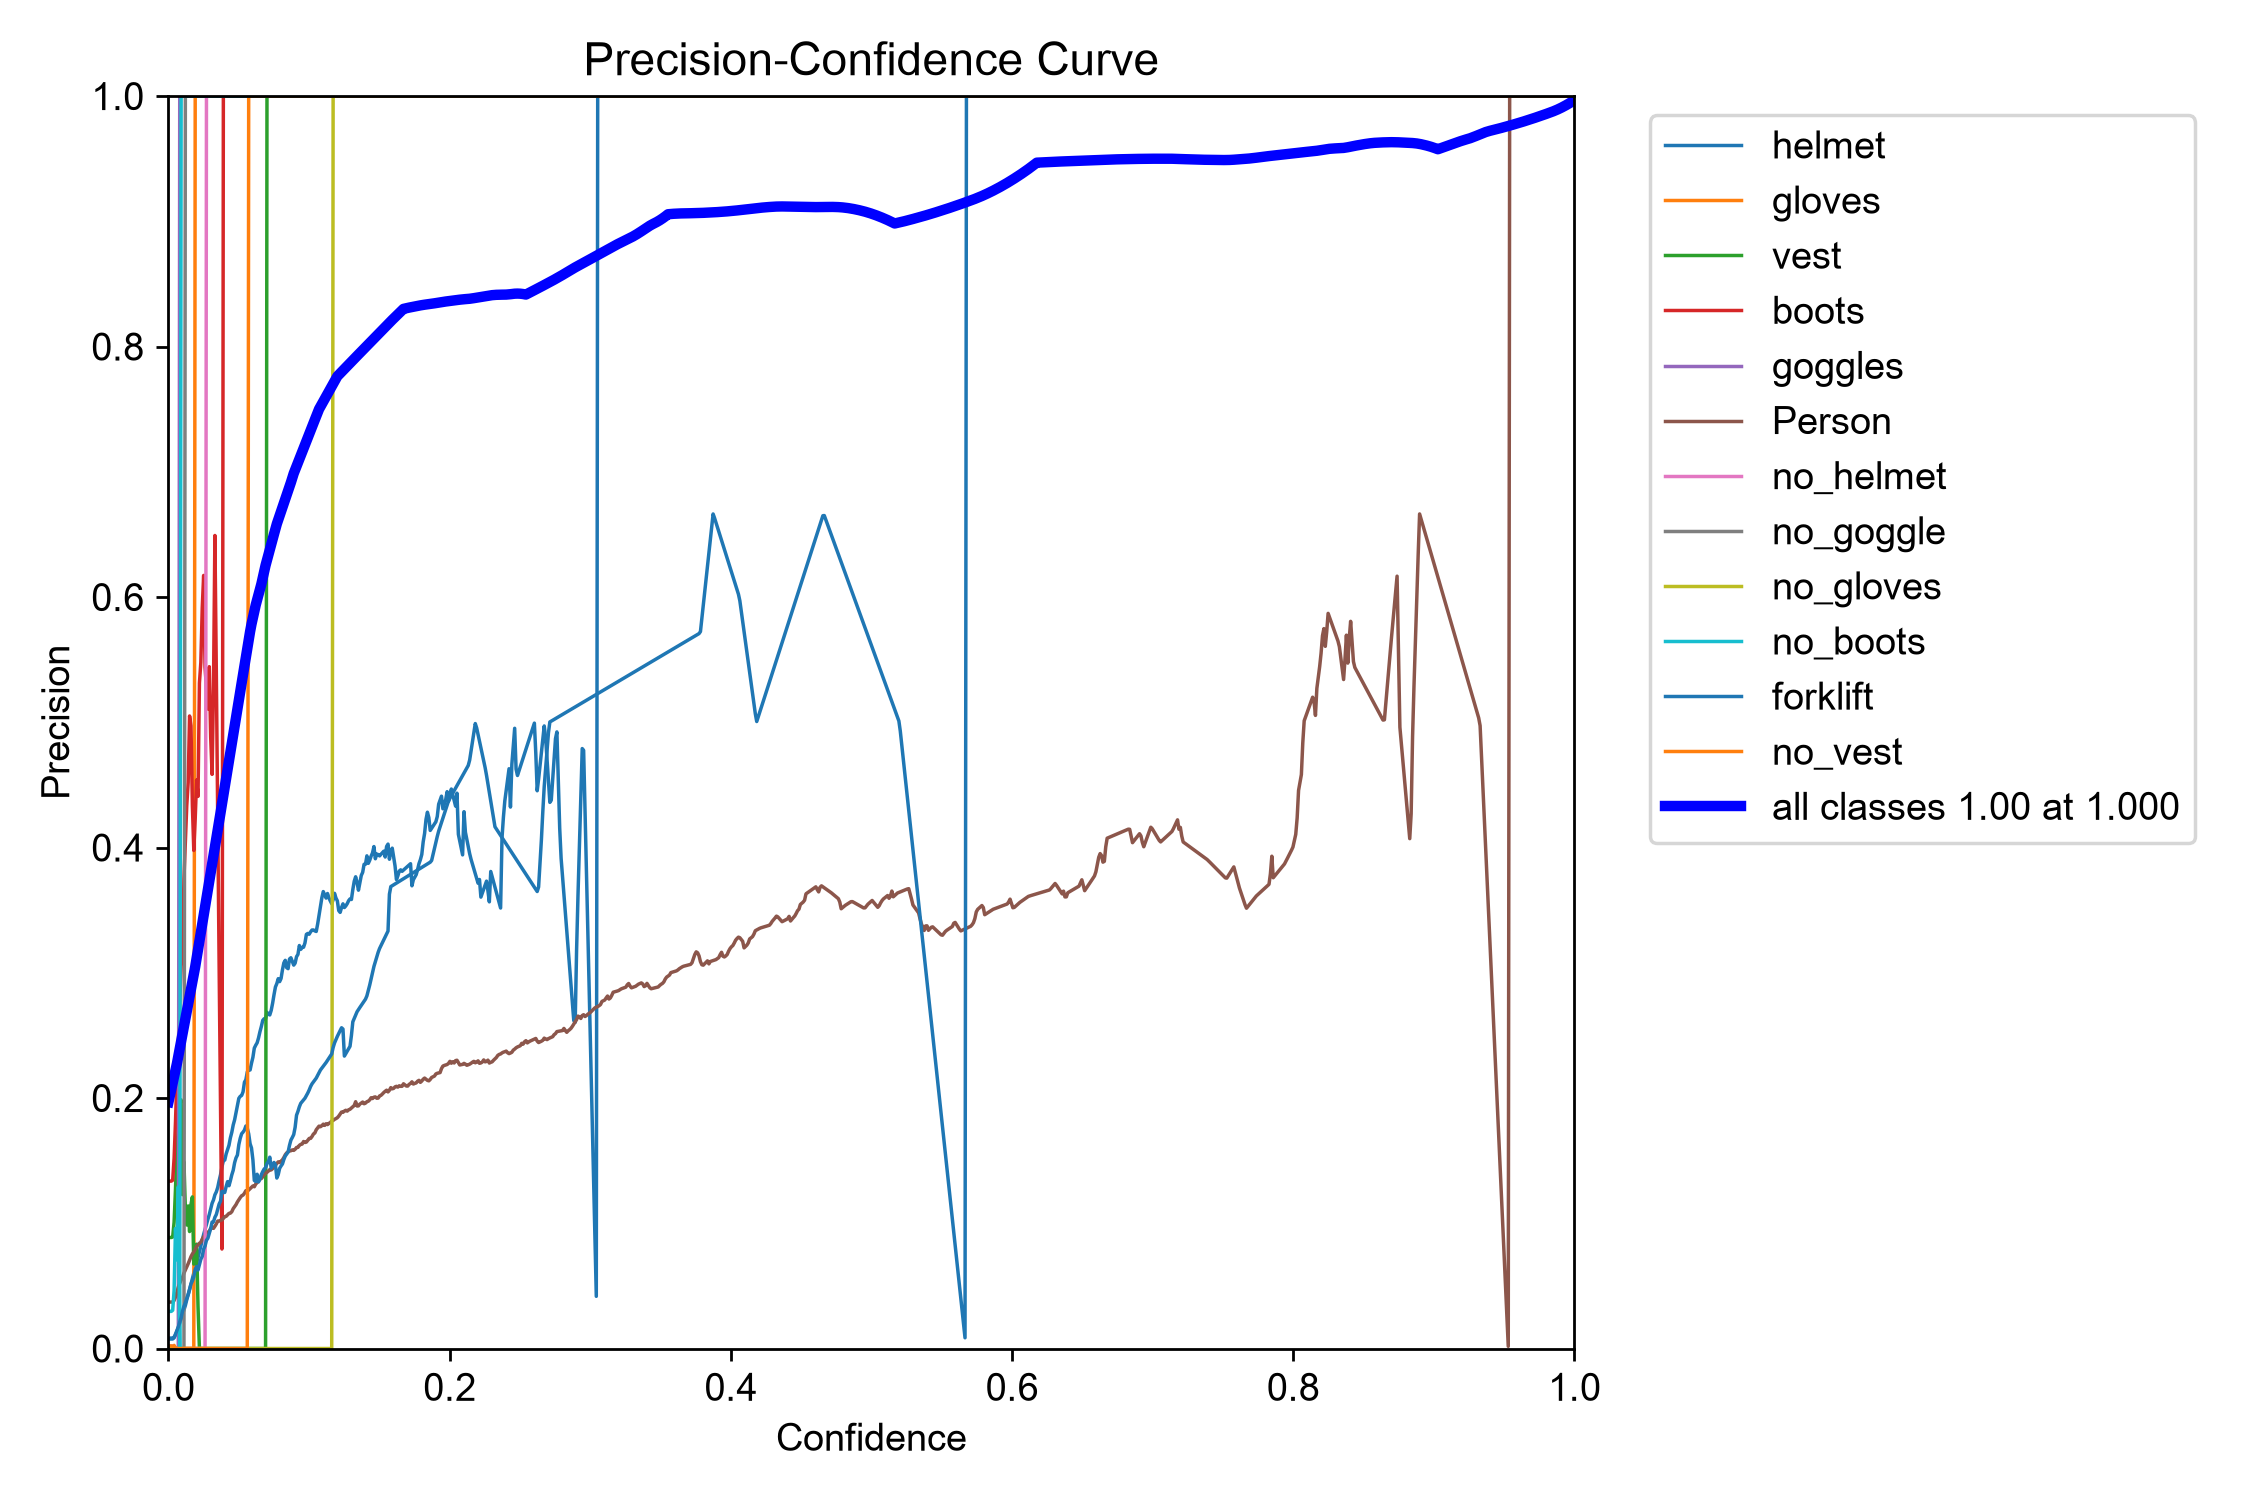 Precision-Confidence Curve
1.0
0.8
0.6
0.4
0.2
0.0
Precision
0.0 0.2 0.4 0.6 0.8 1.0
Confidence
helmet
gloves
vest
boots
goggles
Person
no_helmet
no_goggle
no_gloves
no_boots
forklift
no_vest
all classes 1.00 at 1.000